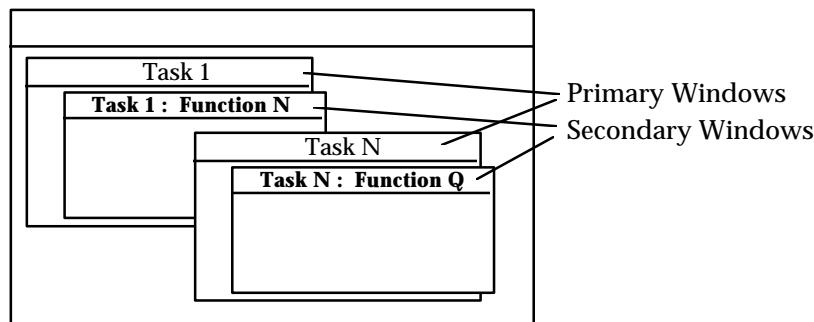 Task 1
Task 1 : Function N
Task N
Task N : Function Q
Primary Windows
Secondary Windows